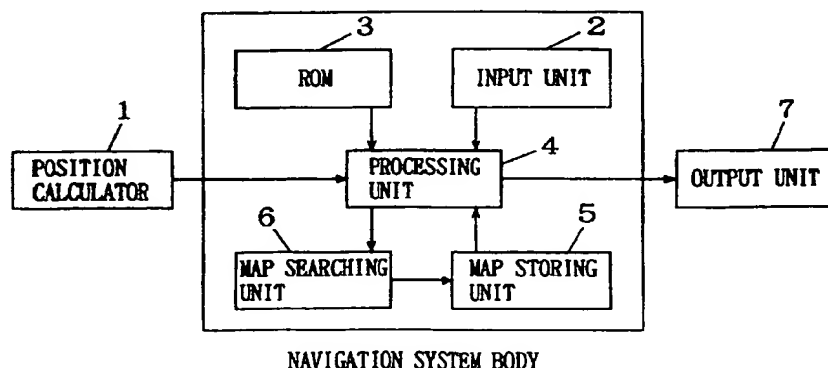 3
2
ROM
INPUT UNIT
1
4
7
POSITION
CALCULATOR
PROCESSING
UNIT
OUTPUT UNIT
6
5
MAP SEARCHING
UNIT
MAP STORING
UNIT
NAVIGATION SYSTEM BODY